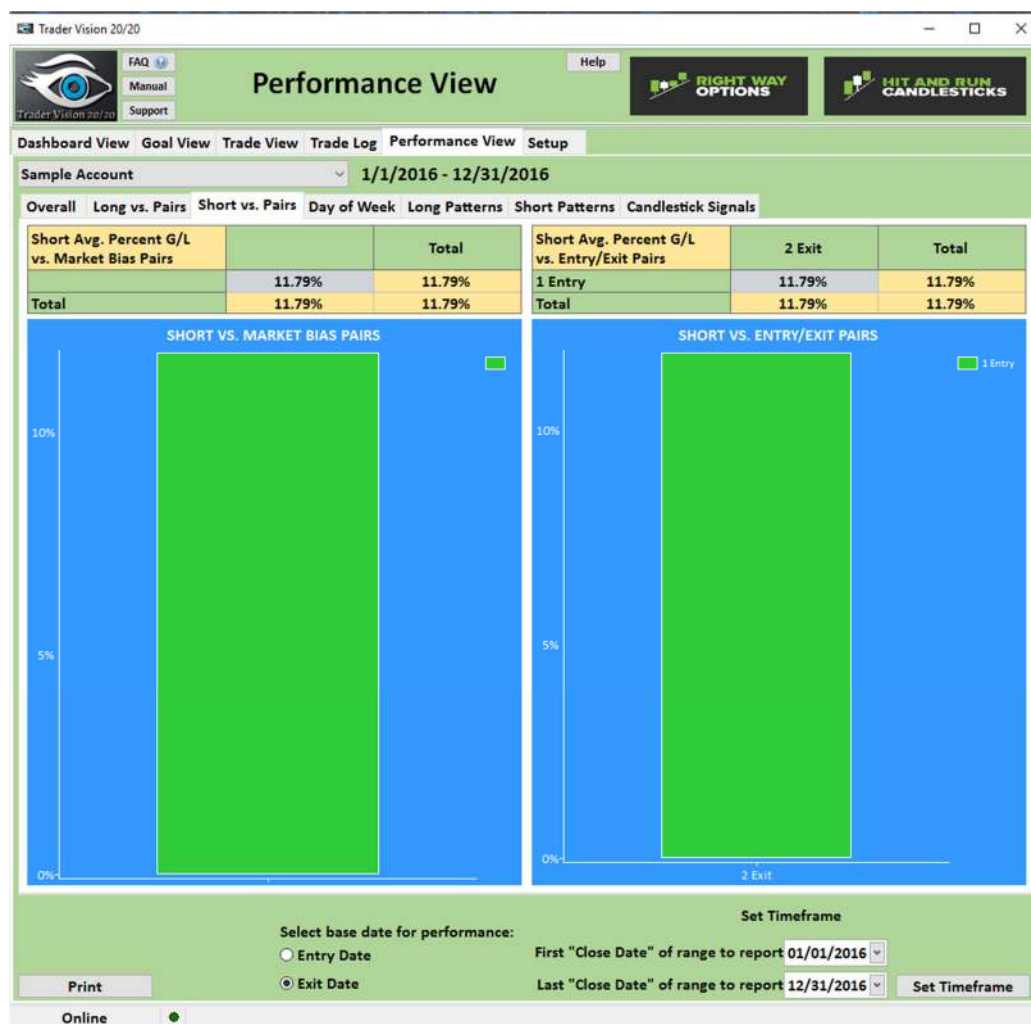 Trader Vision 20/20
FAQ
Manual
Support
Trader Vision 20/20
Performance View
Help
RIGHT WAY
OPTIONS
HIT AND RUN
CANDLESTICKS
Dashboard View Goal View Trade View Trade Log Performance View Setup
Sample Account 1/1/2016 - 12/31/2016
Overall Long vs. Pairs Short vs. Pairs Day of Week Long Patterns Short Patterns Candlestick Signals
Short Avg. Percent G/L
vs. Market Bias Pairs
Total
11.79% 11.79%
Total 11.79% 11.79%
Short Avg. Percent G/L
vs. Entry/Exit Pairs
2 Exit Total
1 Entry 11.79% 11.79%
Total 11.79% 11.79%
SHORT VS. MARKET BIAS PAIRS
10%
5%
0%
SHORT VS. ENTRY/EXIT PAIRS
1 Entry
10%
5%
0%
2 Exit
Select base date for performance:
Entry Date
Exit Date
Set Timeframe
First "Close Date" of range to report 01/01/2016
Last "Close Date" of range to report 12/31/2016
Set Timeframe
Print
Online